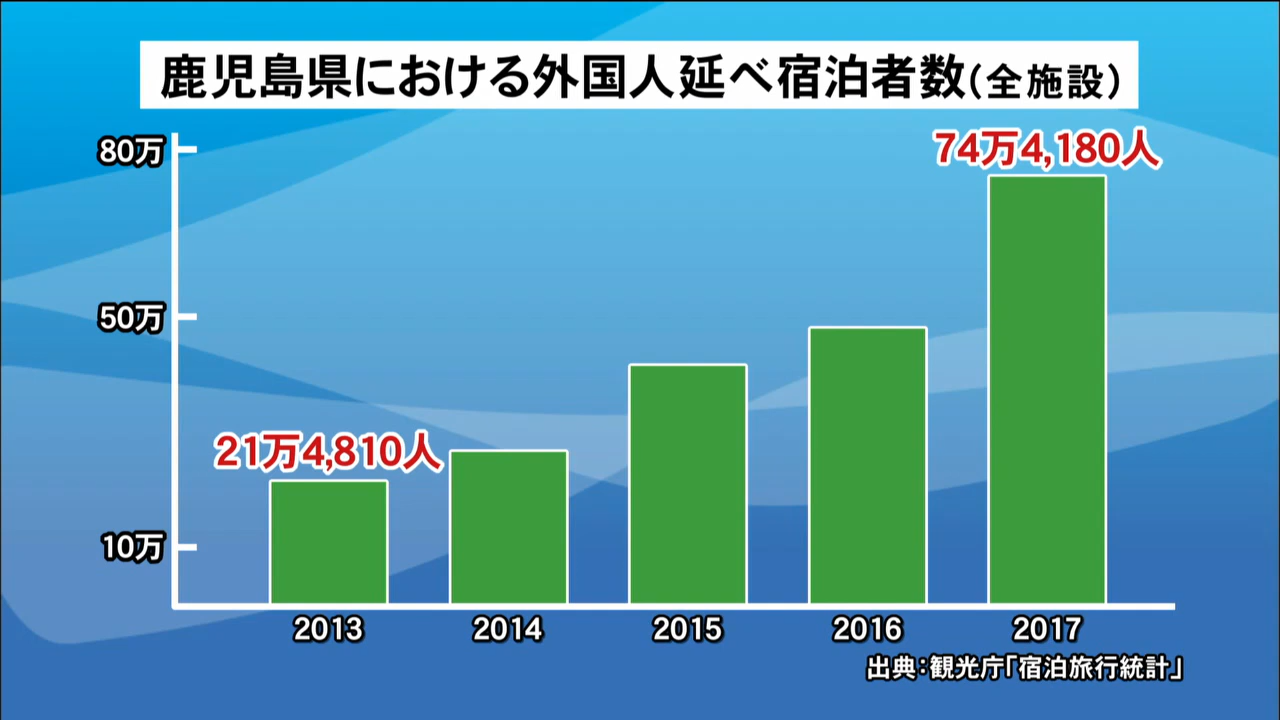 鹿児島県における外国人延べ宿泊者数(全施設)
80万
74万4,180人
50万
21万4,810人
10万
2013 2014 2015 2016 2017
出典:観光庁「宿泊旅行統計」